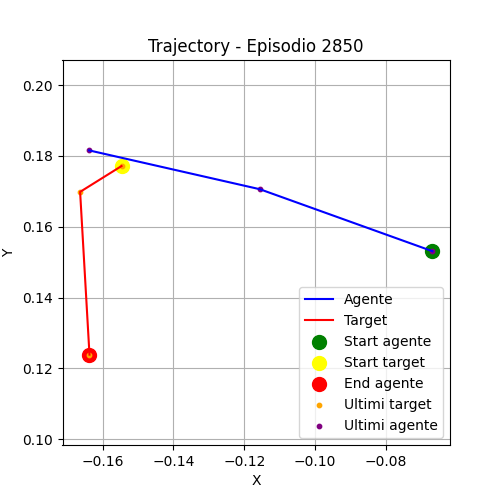 Trajectory - Episodio 2850
0.20
0.18
0.16
0.14
0.12
0.10
Y
−0.16
−0.14
−0.12
−0.10
−0.08
X
Agente
Target
Start agente
Start target
End agente
Ultimi target
Ultimi agente